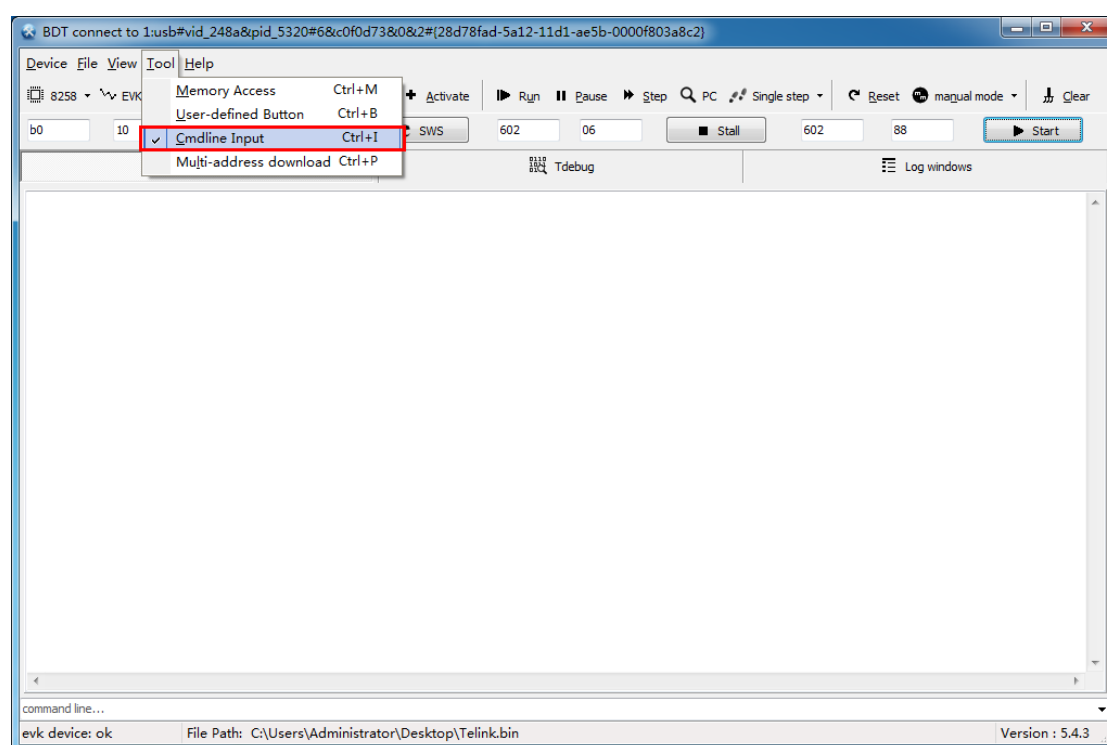 BDT connect to 1:usb#vid_248a&pid_5320#6&c0f0d73&0&2#{28d78fad-5a12-11d1-ae5b-0000f803a8c2}
Device File View Tool Help
8258 EVK Activate Run Pause Step PC Single step Reset manual mode Clear
Memory Access Ctrl+M
User-defined Button Ctrl+B
Cmdline Input Ctrl+I
Multi-address download Ctrl+P
b0 10 SWS 602 06 Stall 602 88 Start
Tdebug Log windows
command line...
evk device: ok File Path: C:\Users\Administrator\Desktop\Telink.bin Version : 5.4.3